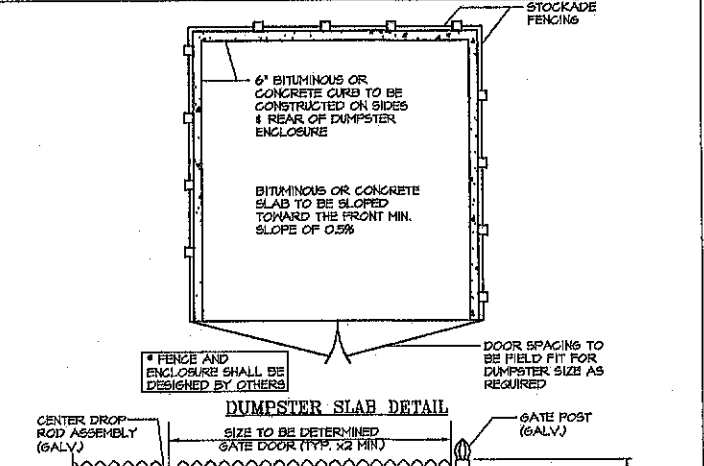 STOCKADE
FENCING
6" BITUMINOUS OR
CONCRETE CURB TO BE
CONSTRUCTED ON SIDES
& REAR OF DUMPSTER
ENCLOSURE
BITUMINOUS OR CONCRETE
SLAB TO BE SLOPED
TOWARD THE FRONT MIN.
SLOPE OF 0.5%
* FENCE AND
ENCLOSURE SHALL BE
DESIGNED BY OTHERS
DOOR SPACING TO
BE FIELD FIT FOR
DUMPSTER SIZE AS
REQUIRED
DUMPSTER SLAB DETAIL
CENTER DROP
ROD ASSEMBLY
(GALV.)
SIZE TO BE DETERMINED
GATE DOOR (TYP. X2 MIN.)
GATE POST
(GALV.)